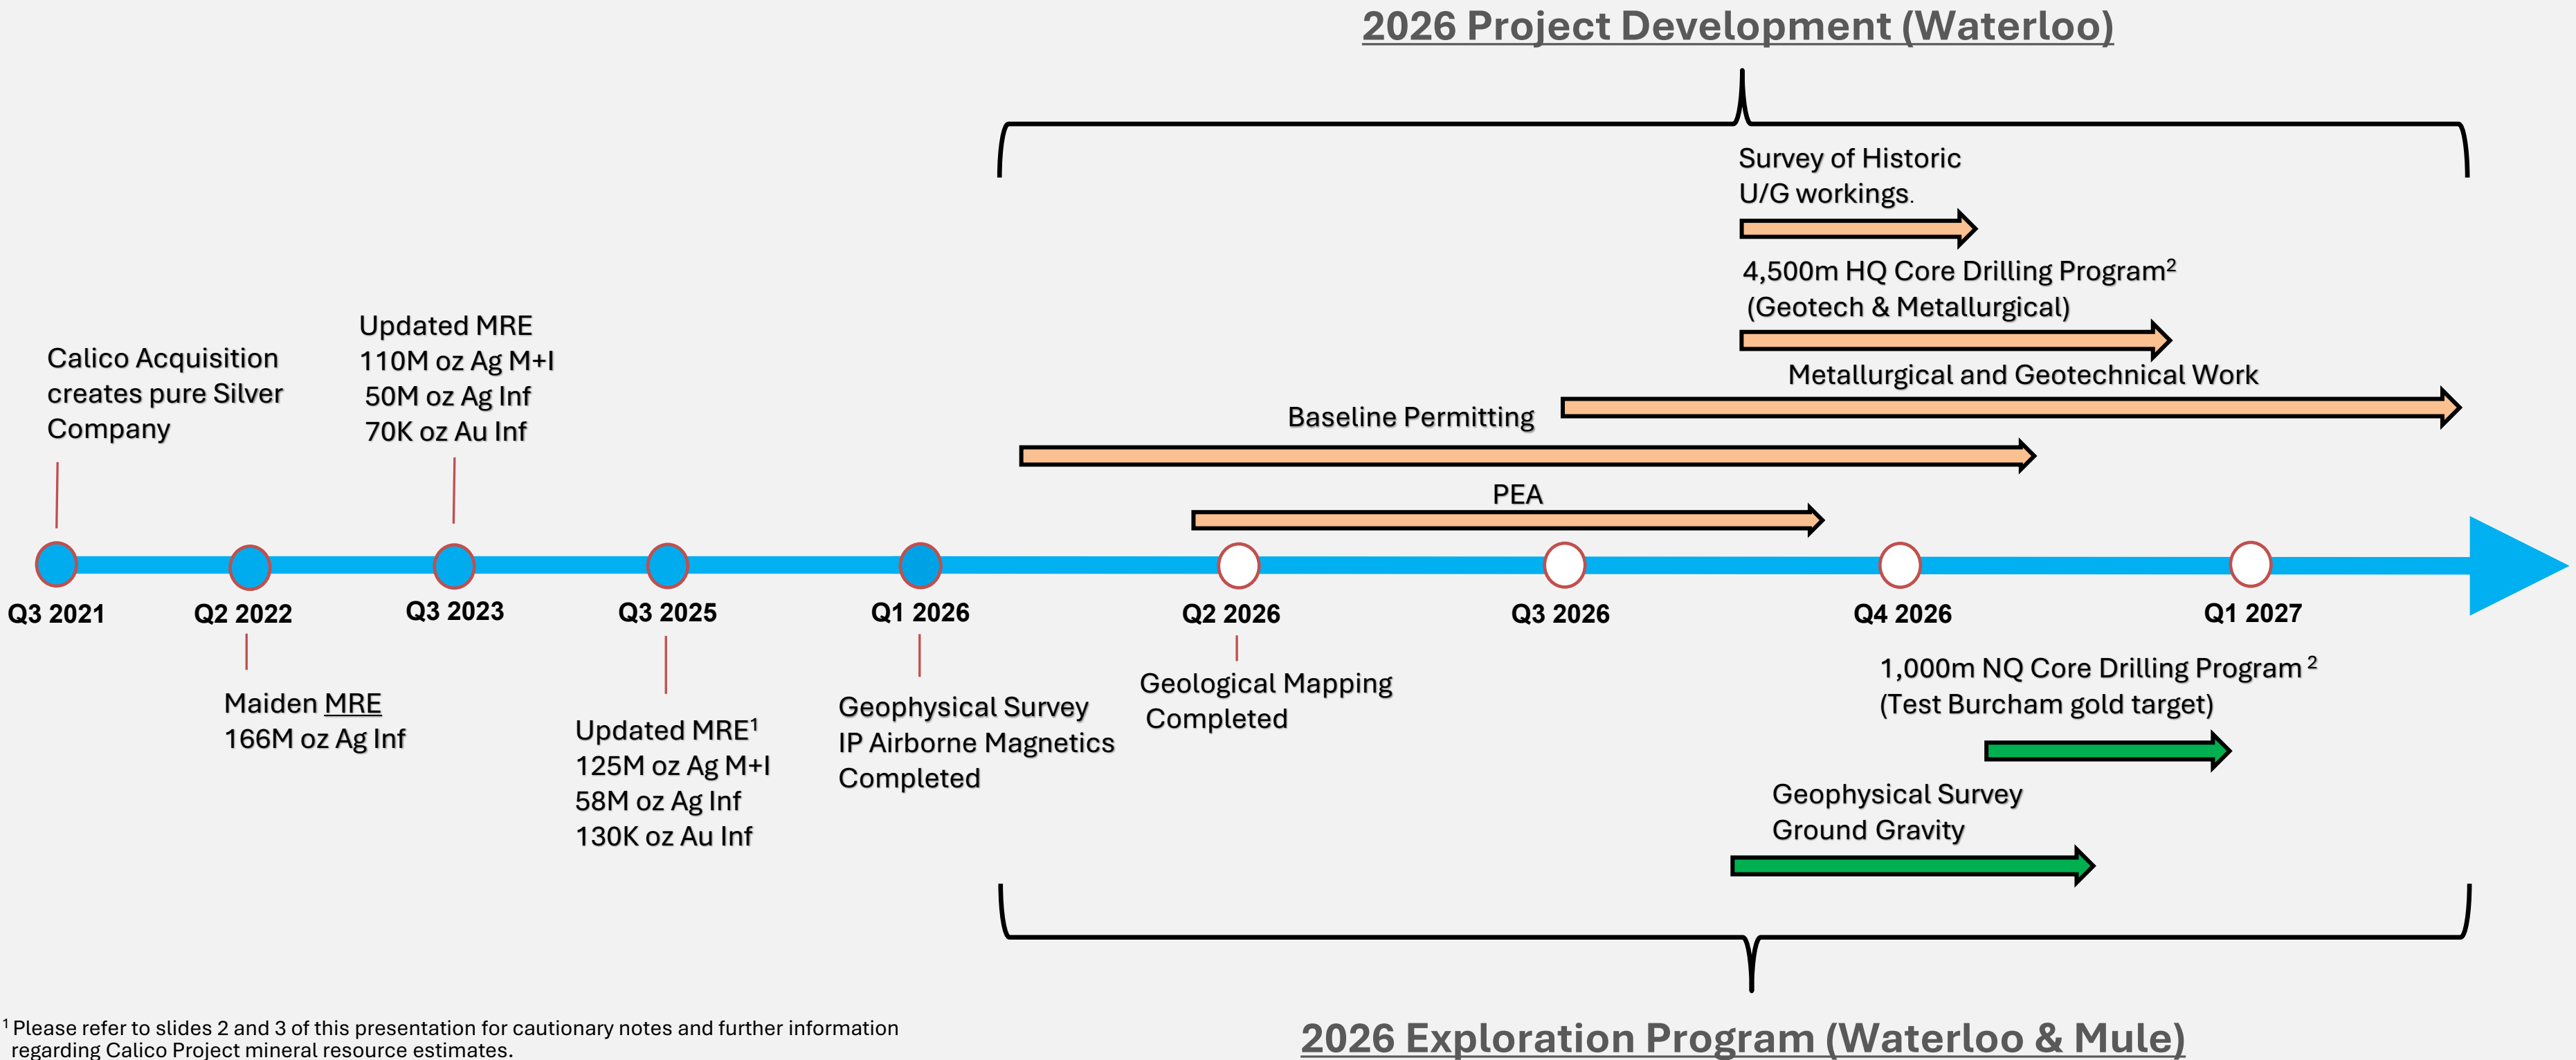 2026 Project Development (Waterloo)
Survey of Historic
U/G workings.
4,500m HQ Core Drilling Program²
(Geotech & Metallurgical)
Metallurgical and Geotechnical Work
Baseline Permitting
PEA
Calico Acquisition
creates pure Silver
Company
Updated MRE
110M oz Ag M+I
50M oz Ag Inf
70K oz Au Inf
Q3 2021
Q2 2022
Q3 2023
Q3 2025
Q1 2026
Q2 2026
Q3 2026
Q4 2026
Q1 2027
Maiden MRE
166M oz Ag Inf
Updated MRE¹
125M oz Ag M+I
58M oz Ag Inf
130K oz Au Inf
Geophysical Survey
IP Airborne Magnetics
Completed
Geological Mapping
Completed
1,000m NQ Core Drilling Program ²
(Test Burcham gold target)
Geophysical Survey
Ground Gravity
2026 Exploration Program (Waterloo & Mule)
¹ Please refer to slides 2 and 3 of this presentation for cautionary notes and further information
regarding Calico Project mineral resource estimates.